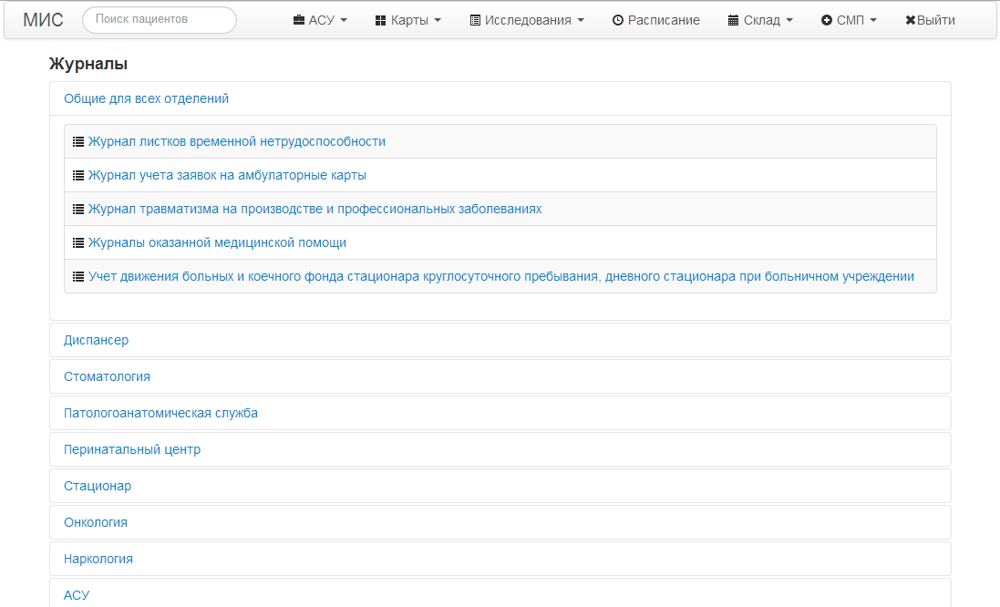 МИС Поиск пациентов АСУ Карты Исследования Расписание Склад СМП Выйти
Журналы
Общие для всех отделений
Журнал листков временной нетрудоспособности
Журнал учета заявок на амбулаторные карты
Журнал травматизма на производстве и профессиональных заболеваниях
Журналы оказанной медицинской помощи
Учет движения больных и коечного фонда стационара круглосуточного пребывания, дневного стационара при больничном учреждении
Диспансер
Стоматология
Патологоанатомическая служба
Перинатальный центр
Стационар
Онкология
Наркология
АСУ